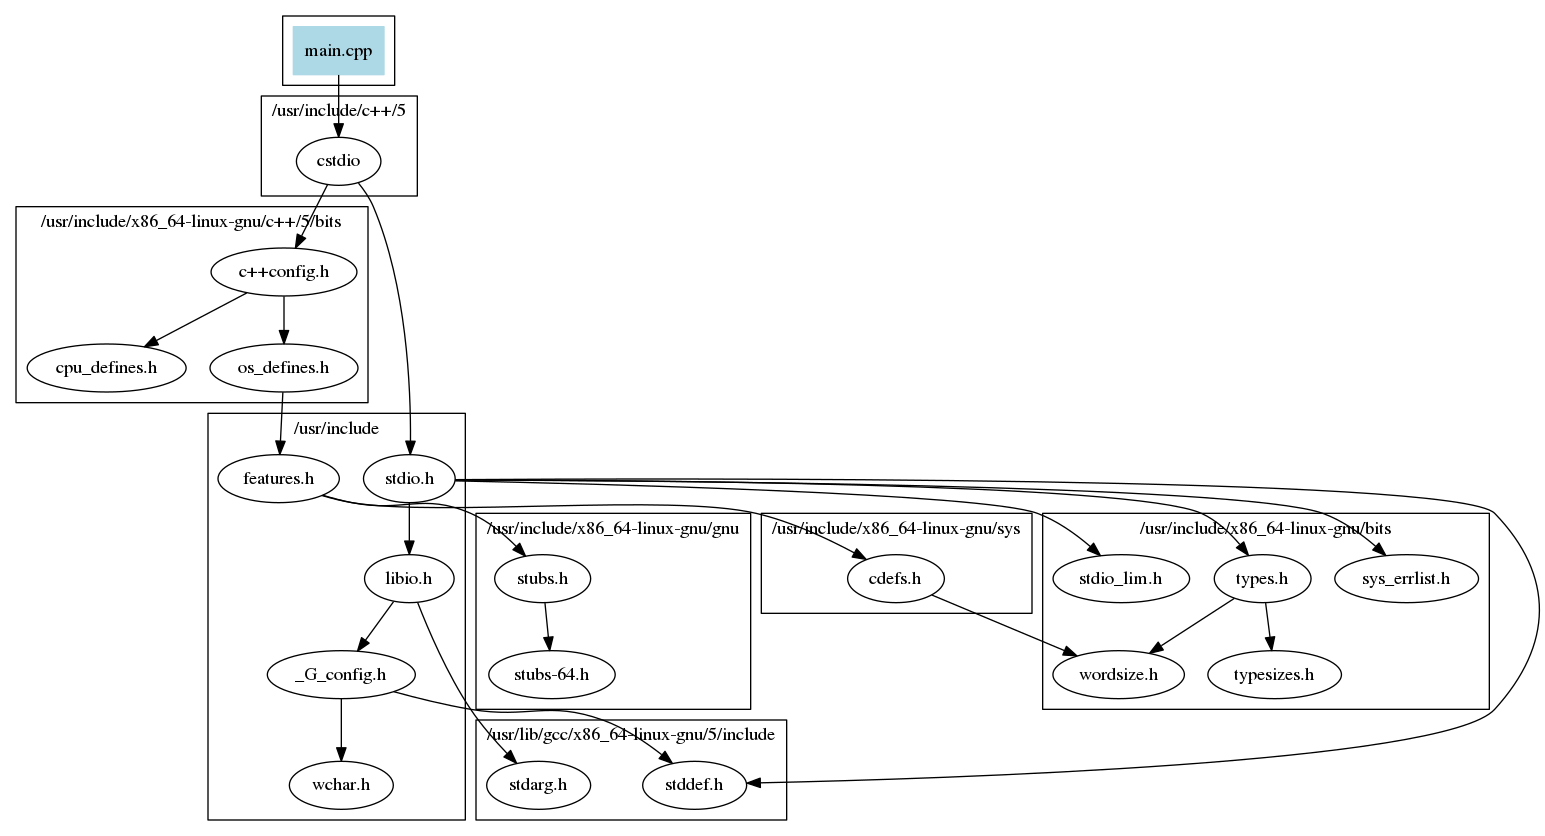 main.cpp
/usr/include/c++/5
cstdio
/usr/include/x86_64-linux-gnu/c++/5/bits
c++config.h
cpu_defines.h
os_defines.h
/usr/include
features.h
stdio.h
/usr/include/x86_64-linux-gnu/gnu
/usr/include/x86_64-linux-gnu/sys
/usr/include/x86_64-linux-gnu/bits
libio.h
stubs.h
cdefs.h
stdio_lim.h
types.h
sys_errlist.h
_G_config.h
stubs-64.h
wordsize.h
typesizes.h
/usr/lib/gcc/x86_64-linux-gnu/5/include
wchar.h
stdarg.h
stddef.h